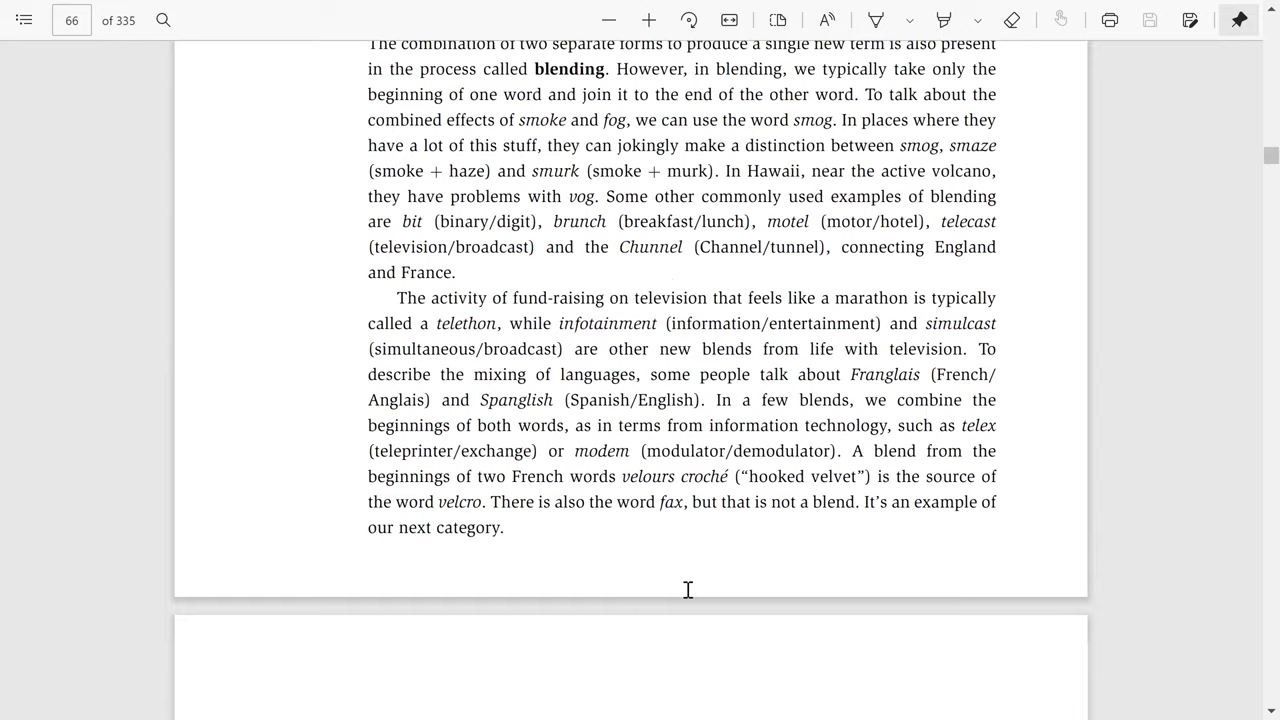 66 of 335
The combination of two separate forms to produce a single new term is also present
in the process called blending. However, in blending, we typically take only the
beginning of one word and join it to the end of the other word. To talk about the
combined effects of smoke and fog, we can use the word smog. In places where they
have a lot of this stuff, they can jokingly make a distinction between smog, smaze
(smoke + haze) and smurk (smoke + murk). In Hawaii, near the active volcano,
they have problems with vog. Some other commonly used examples of blending
are bit (binary/digit), brunch (breakfast/lunch), motel (motor/hotel), telecast
(television/broadcast) and the Chunnel (Channel/tunnel), connecting England
and France.
The activity of fund-raising on television that feels like a marathon is typically
called a telethon, while infotainment (information/entertainment) and simulcast
(simultaneous/broadcast) are other new blends from life with television. To
describe the mixing of languages, some people talk about Franglais (French/
Anglais) and Spanglish (Spanish/English). In a few blends, we combine the
beginnings of both words, as in terms from information technology, such as telex
(teleprinter/exchange) or modem (modulator/demodulator). A blend from the
beginnings of two French words velours croché (“hooked velvet”) is the source of
the word velcro. There is also the word fax, but that is not a blend. It’s an example of
our next category.